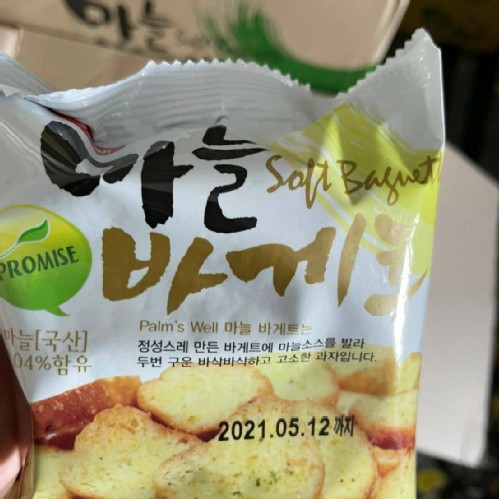 마늘
Soft Baguet
바게트
PROMISE
마늘[국산]
04%함유
Palm's Well 마늘 바게트는
정성스레 만든 바게트에 마늘소스를 발라
두번 구운 바삭바삭하고 고소한 과자입니다.
2021.05.12 까지